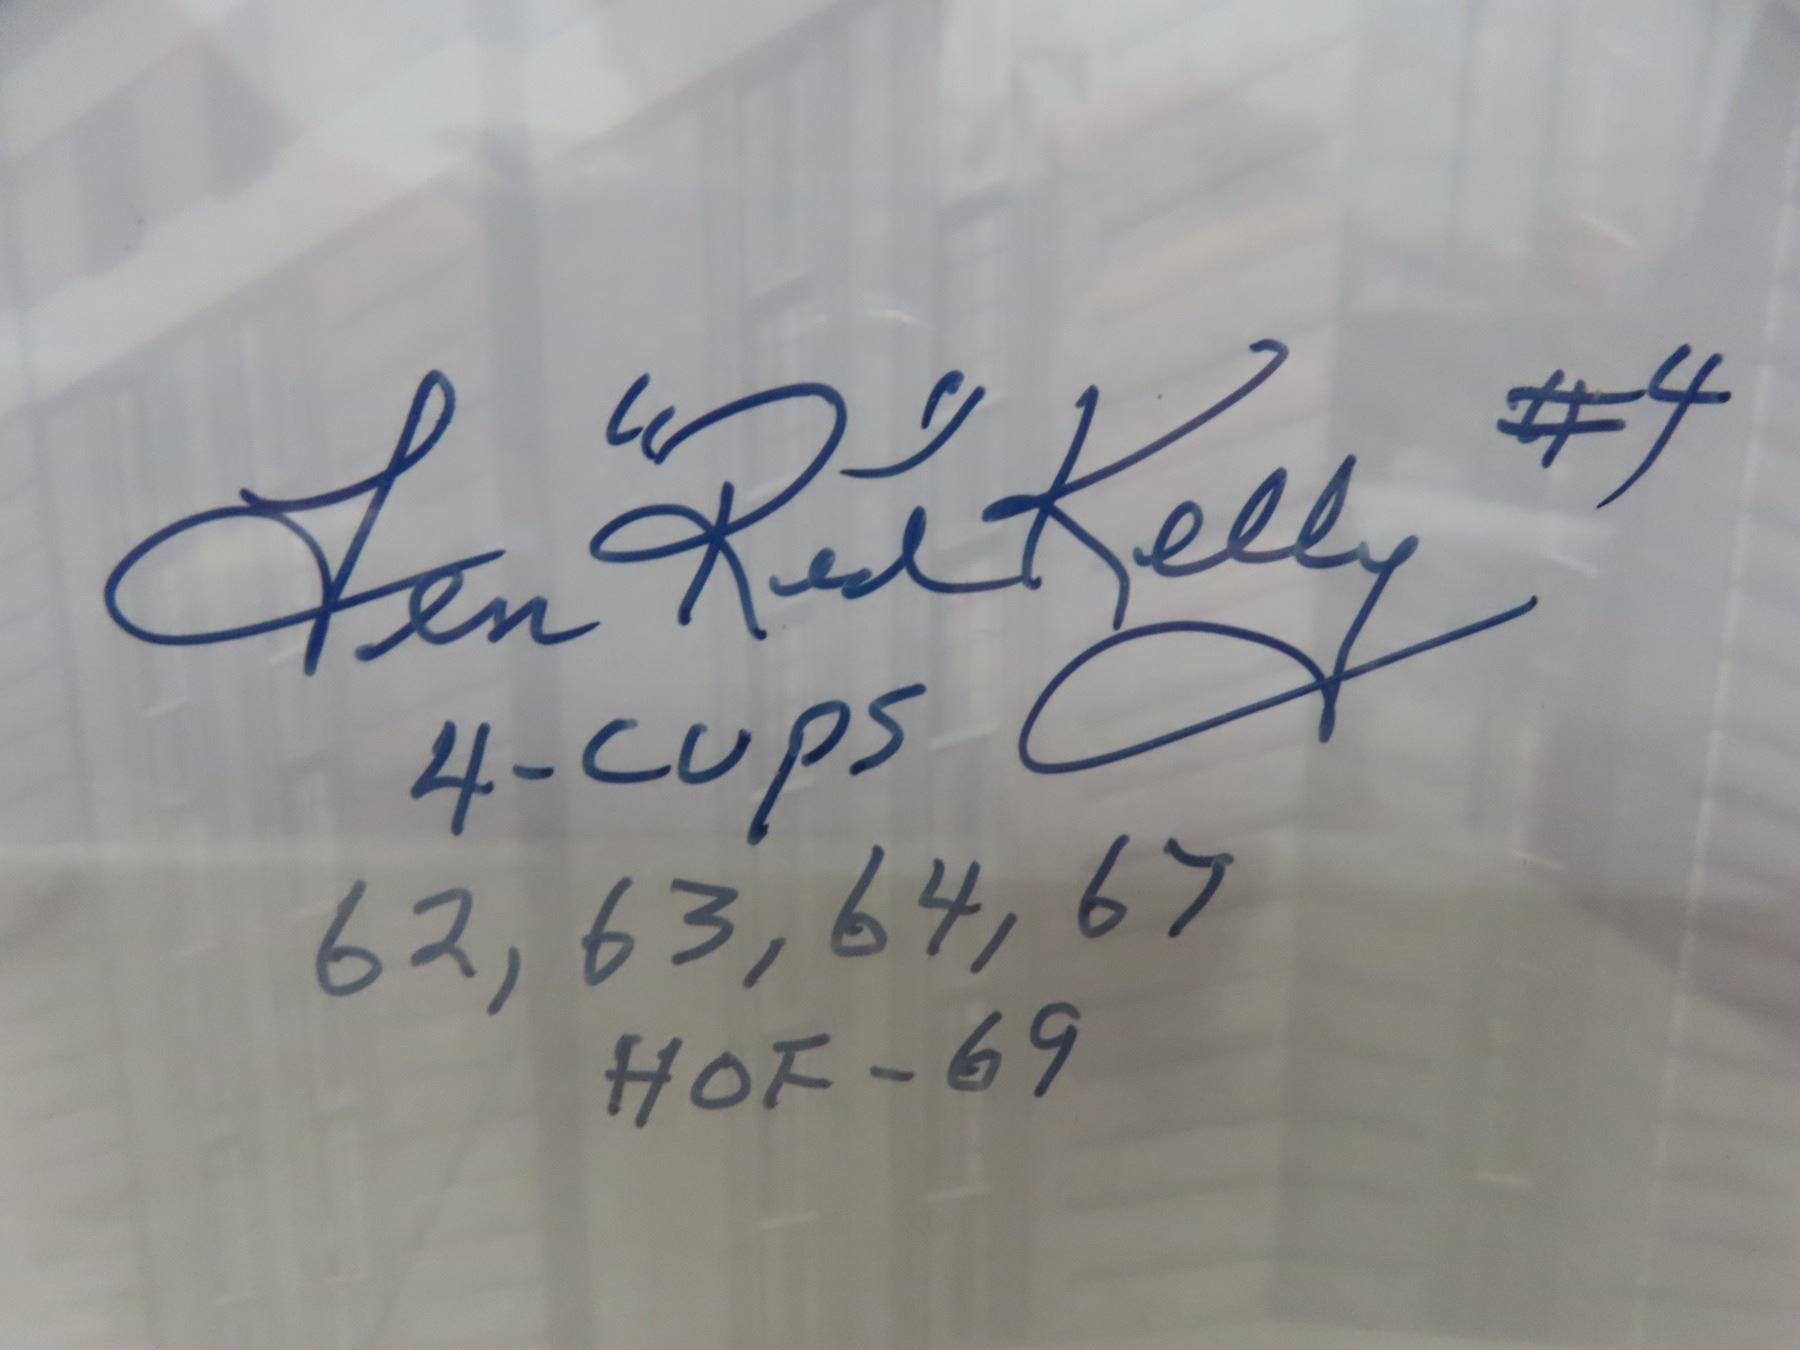 Len "Red" Kelly #4
4-CUPS
62, 63, 64, 67
HOF-69